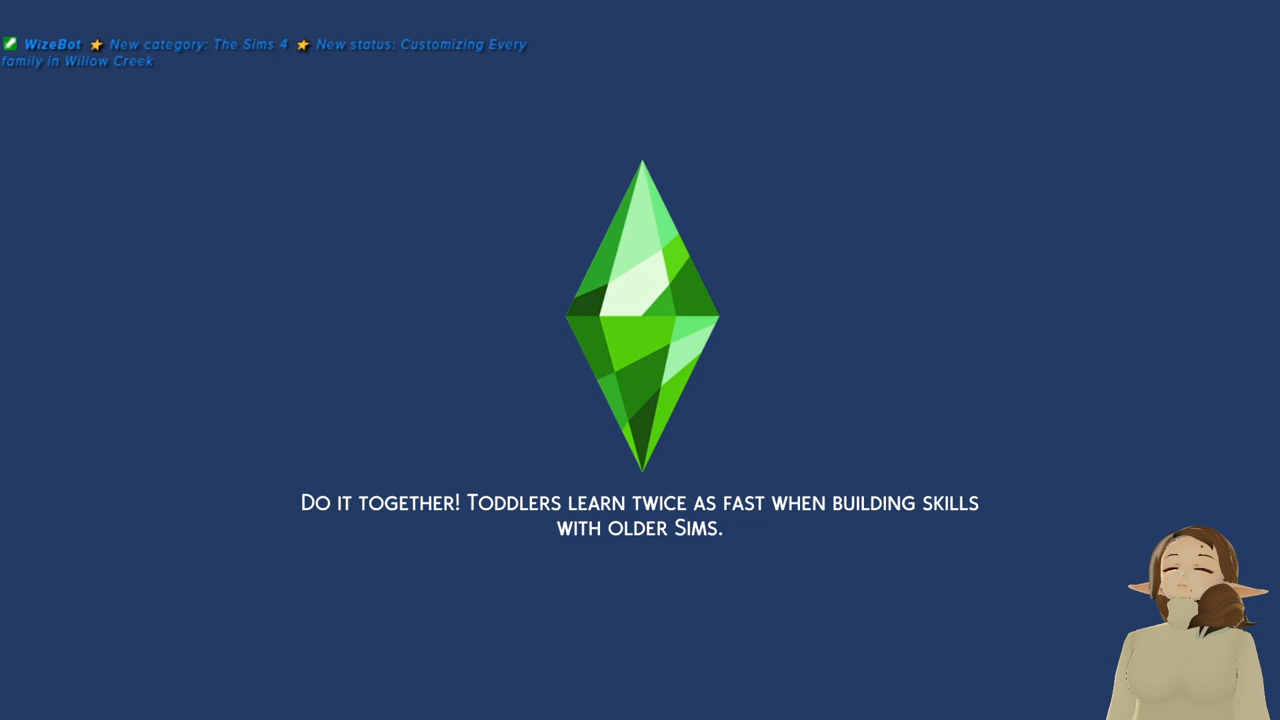 WizeBot ⭐ New category: The Sims 4 ⭐ New status: Customizing Every
family in Willow Creek
Do it together! Toddlers learn twice as fast when building skills
with older Sims.